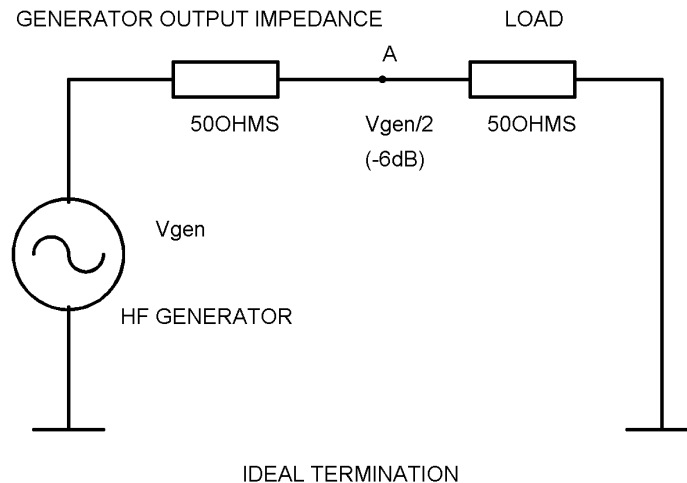 GENERATOR OUTPUT IMPEDANCE
LOAD
A
50OHMS
Vgen/2
50OHMS
(-6dB)
Vgen
HF GENERATOR
IDEAL TERMINATION